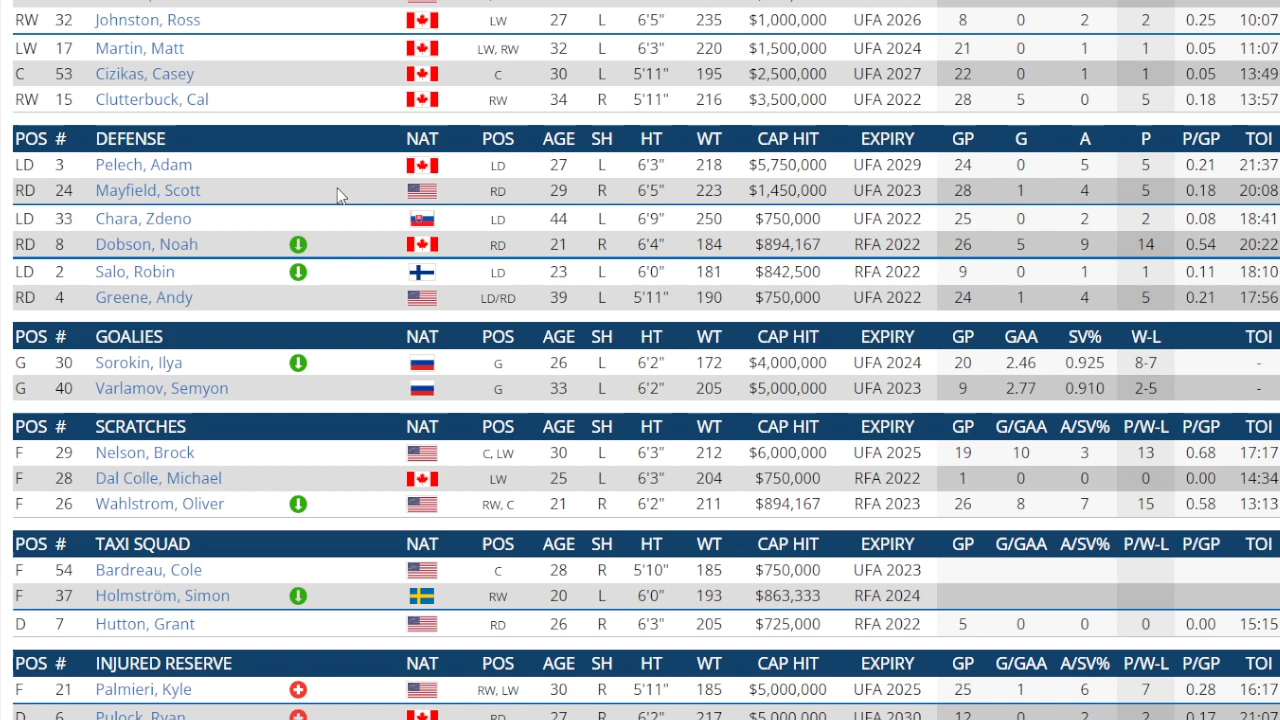 RW 32 Johnston, Ross LW 27 L 6'5" 235 $1,000,000 UFA 2026 8 0 2 2 0.25 10:07
LW 17 Martin, Matt LW, RW 32 L 6'3" 220 $1,500,000 UFA 2024 21 0 1 1 0.05 11:07
C 53 Cizikas, Casey C 30 L 5'11" 195 $2,500,000 UFA 2027 22 0 1 1 0.05 13:49
RW 15 Clutterbuck, Cal RW 34 R 5'11" 216 $3,500,000 UFA 2022 28 5 0 5 0.18 13:57
POS # DEFENSE NAT POS AGE SH HT WT CAP HIT EXPIRY GP G A P P/GP TOI
LD 3 Pelech, Adam LD 27 L 6'3" 218 $5,750,000 UFA 2029 24 0 5 5 0.21 21:37
RD 24 Mayfield, Scott RD 29 R 6'5" 223 $1,450,000 UFA 2023 28 1 4 5 0.18 20:08
LD 33 Chara, Zdeno LD 44 L 6'9" 250 $750,000 UFA 2022 25 0 2 2 0.08 18:41
RD 8 Dobson, Noah RD 21 R 6'4" 184 $894,167 RFA 2022 26 5 9 14 0.54 20:22
LD 2 Salo, Robin LD 23 L 6'0" 181 $842,500 RFA 2022 9 0 1 1 0.11 18:10
RD 4 Greene, Andy LD/RD 39 L 5'11" 190 $750,000 UFA 2022 24 1 4 5 0.21 17:56
POS # GOALIES NAT POS AGE SH HT WT CAP HIT EXPIRY GP GAA SV% W-L TOI
G 30 Sorokin, Ilya G 26 L 6'2" 172 $4,000,000 UFA 2024 20 2.46 0.925 8-7 -
G 40 Varlamov, Semyon G 33 L 6'2" 205 $5,000,000 UFA 2023 9 2.77 0.910 2-5 -
POS # SCRATCHES NAT POS AGE SH HT WT CAP HIT EXPIRY GP G/GAA A/SV% P/W-L P/GP TOI
F 29 Nelson, Brock C, LW 30 L 6'3" 212 $6,000,000 UFA 2025 19 10 3 13 0.68 17:17
F 28 Dal Colle, Michael LW 25 L 6'3" 204 $750,000 RFA 2022 1 0 0 0 0.00 14:34
F 26 Wahlstrom, Oliver RW, C 21 R 6'2" 211 $894,167 RFA 2023 26 8 7 15 0.58 13:13
POS # TAXI SQUAD NAT POS AGE SH HT WT CAP HIT EXPIRY GP G/GAA A/SV% P/W-L P/GP TOI
F 54 Bardreau, Cole C 28 R 5'10" 185 $750,000 UFA 2023
F 37 Holmström, Simon RW 20 L 6'0" 193 $863,333 RFA 2024
D 7 Hutton, Grant RD 26 R 6'3" 205 $725,000 RFA 2022 5 0 0 0 0.00 15:15
POS # INJURED RESERVE NAT POS AGE SH HT WT CAP HIT EXPIRY GP G/GAA A/SV% P/W-L P/GP TOI
F 21 Palmieri, Kyle RW, LW 30 R 5'11" 185 $5,000,000 UFA 2025 25 1 6 7 0.28 16:17
D 6 Pulock, Ryan RD 27 R 6'2" 217 $5,000,000 UFA 2030 12 0 2 2 0.17 21:07